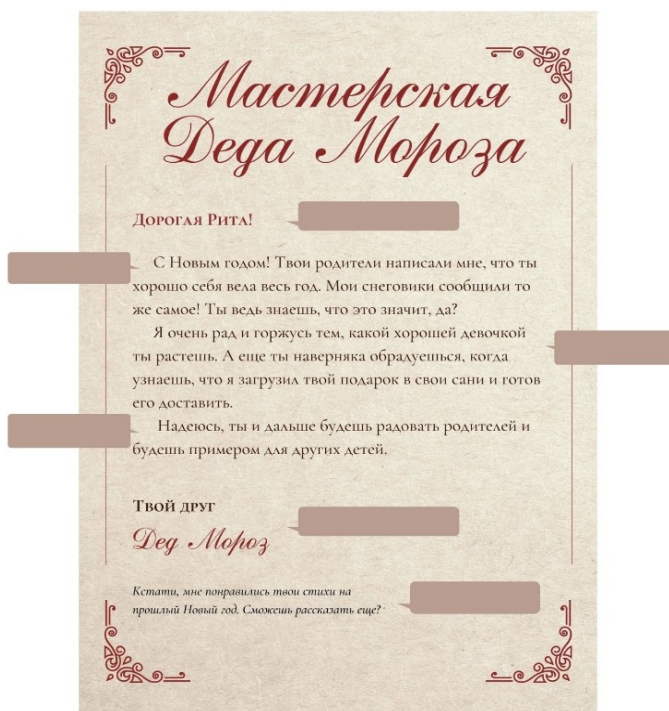 Мастерская
Деда Мороза
Дорогая Рита!
С Новым годом! Твои родители написали мне, что ты
хорошо себя вела весь год. Мои снеговики сообщили то
же самое! Ты ведь знаешь, что это значит, да?
Я очень рад и горжусь тем, какой хорошей девочкой
ты растешь. А еще ты наверняка обрадуешься, когда
узнаешь, что я загрузил твой подарок в свои сани и готов
его доставить.
Надеюсь, ты и дальше будешь радовать родителей и
будешь примером для других детей.
Твой друг
Дед Мороз
Кстати, мне понравились твои стихи на
прошлый Новый год. Сможешь рассказать еще?